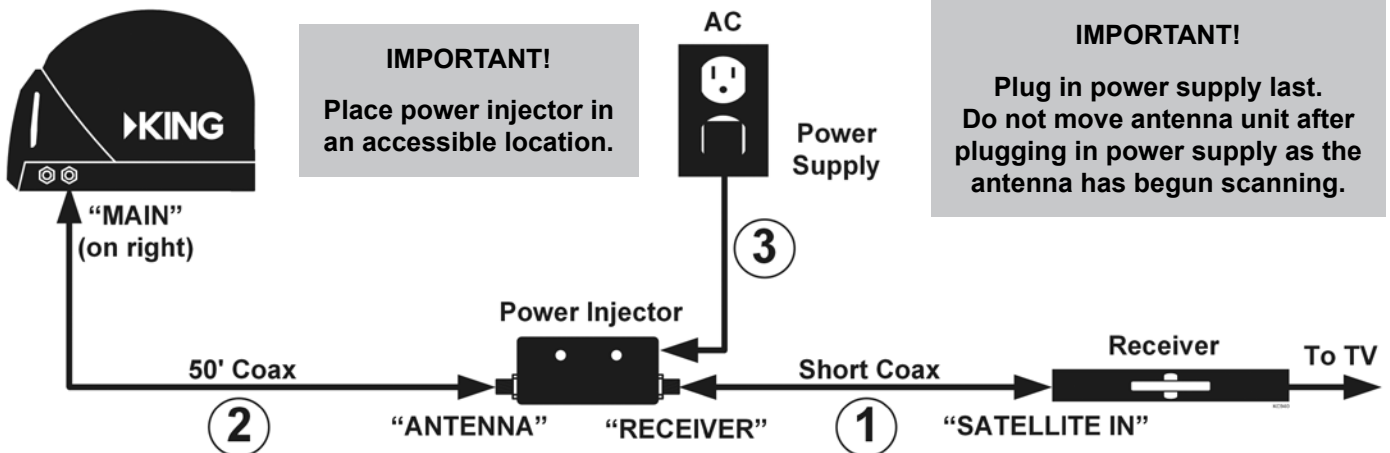 KING
"MAIN"
(on right)
IMPORTANT!
Place power injector in
an accessible location.
AC
Power
Supply
IMPORTANT!
Plug in power supply last.
Do not move antenna unit after
plugging in power supply as the
antenna has begun scanning.
3
Power Injector
50' Coax
2
"ANTENNA"
"RECEIVER"
Short Coax
1
"SATELLITE IN"
Receiver
To TV